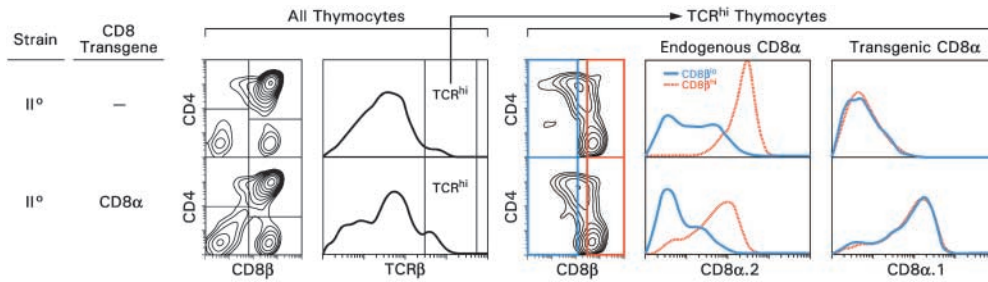 All Thymocytes
TCRhi Thymocytes
Strain
CD8
Transgene
Endogenous CD8α
Transgenic CD8α
IIº
–
CD4
TCRhi
CD4
CD8βlo
CD8βhi
IIº
CD8α
CD4
TCRhi
CD4
CD8β
TCRβ
CD8β
CD8α.2
CD8α.1